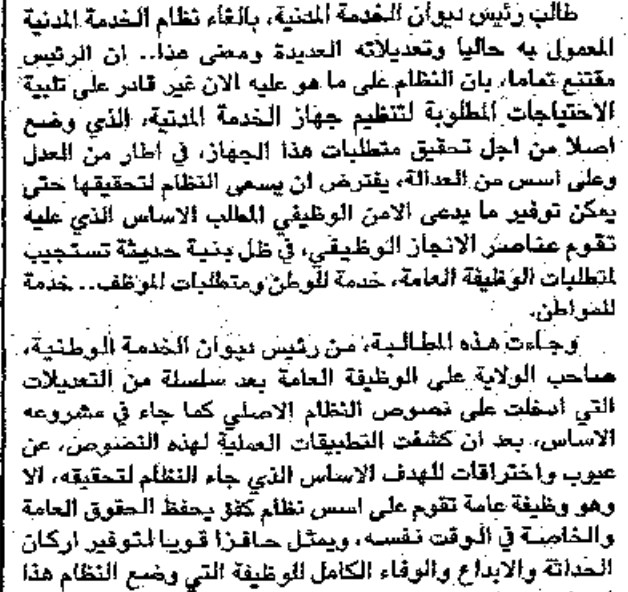 طالب رئيس ديوان الخدمة المدنية، بالغاء نظام الخدمة المدنية
المعمول به حاليا وتعديلاته العديدة ومعنى هذا.. ان الرئيس
مقتنع تماما، بان النظام على ما هو عليه الان غير قادر على تلبية
الاحتياجات المطلوبة لتنظيم جهاز الخدمة المدنية، الذي وضع
اصلا من اجل تحقيق متطلبات هذا الجهاز، في اطار من العدل
وعلى اسس من العدالة، يفترض ان يسعى النظام لتحقيقها حتى
يمكن توفير ما يدعى الامن الوظيفي المطلب الاساس الذي عليه
تقوم عناصر الانجاز الوظيفي، في ظل بنية حديثة تستجيب
لمتطلبات الوظيفة العامة، خدمة للوطن ومتطلبات الموظف.. خدمة
للمواطن.
وجاءت هذه المطالبة، من رئيس ديوان الخدمة الوطنية،
صاحب الولاية على الوظيفة العامة بعد سلسلة من التعديلات
التي ادخلت على نصوص النظام الاصلي كما جاء في مشروعه
الاساس، بعد ان كشفت التطبيقات العملية لهذه النصوص، عن
عيوب واختراقات للهدف الاساس الذي جاء النظام لتحقيقه، الا
وهو وظيفة عامة تقوم على اسس نظام كفؤ يحفظ الحقوق العامة
والخاصة في الوقت نفسه، ويمثل حافزا قويا لتوفير اركان
الحداثة والابداع والوفاء الكامل للوظيفة التي وضع النظام هذا